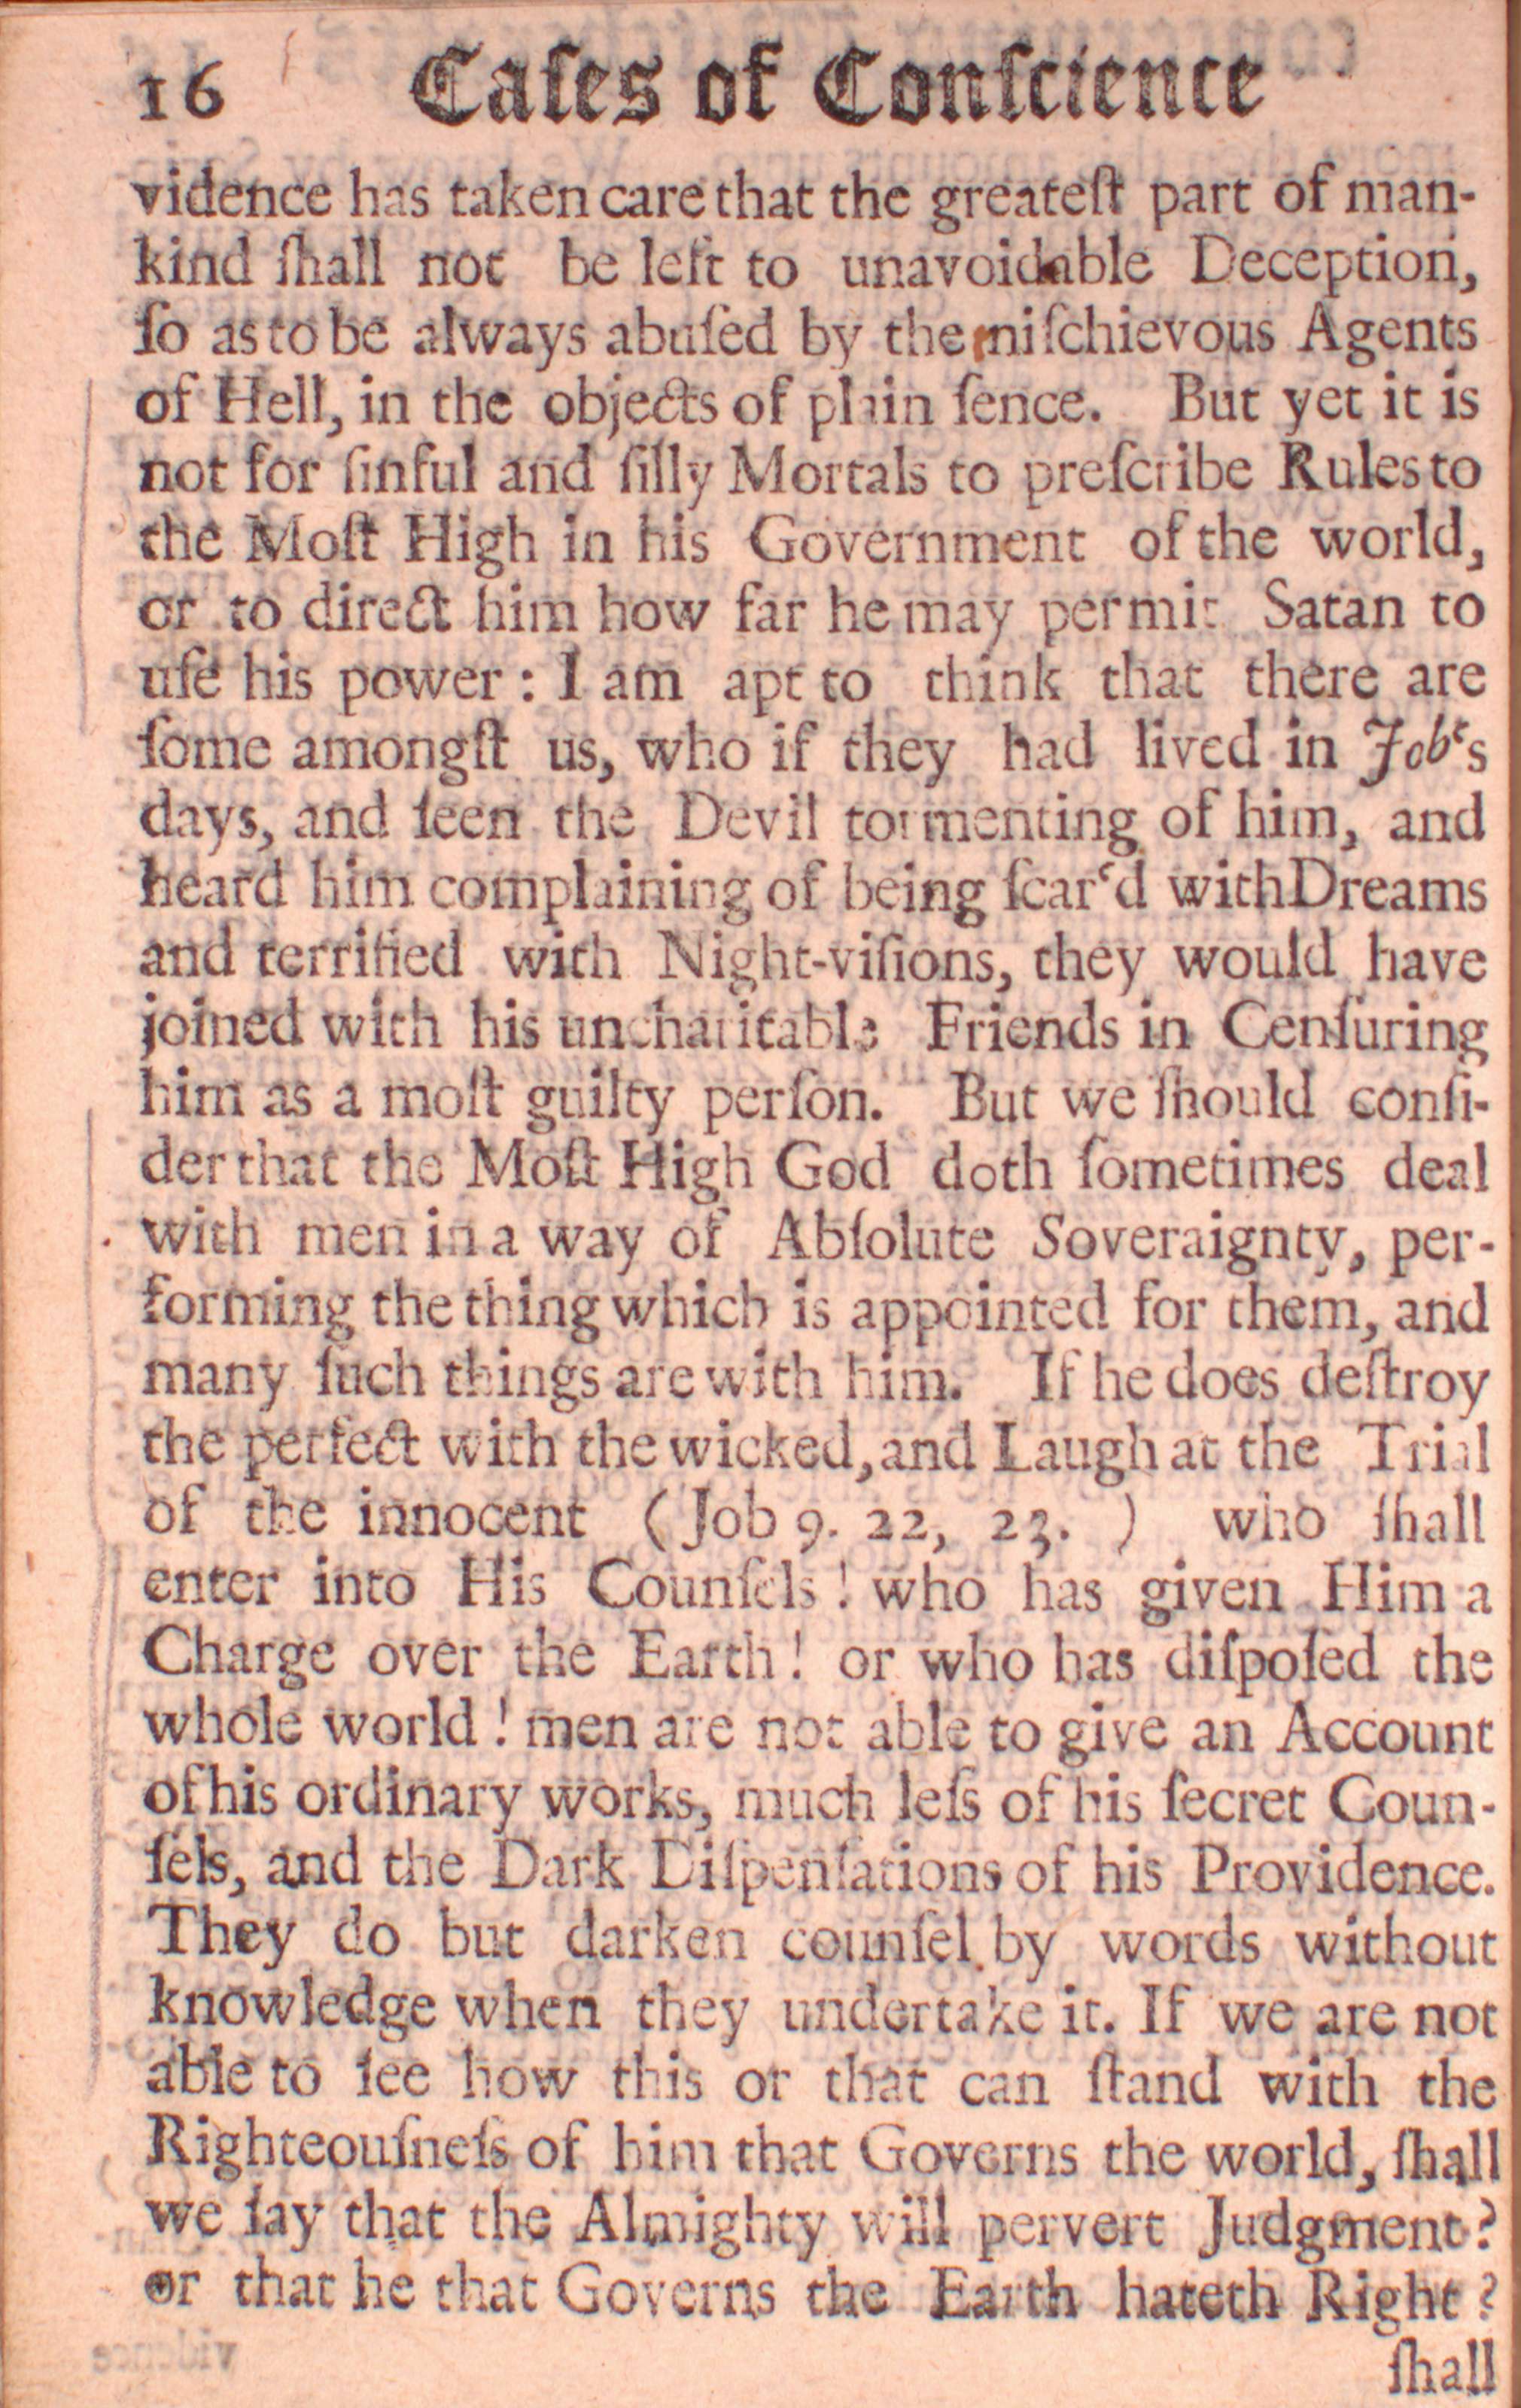 16 Caſes of Conſcience
vidence has taken care that the greateſt part of man-
kind ſhall not be left to unavoidable Deception,
ſo as to be always abuſed by the miſchievous Agents
of Hell, in the objects of plain ſence. But yet it is
not for ſinful and ſilly Mortals to preſcribe Rules to
the Moſt High in his Government of the world,
or to direct him how far he may permit Satan to
uſe his power : I am apt to think that there are
ſome amongſt us, who if they had lived in Job‘s
days, and ſeen the Devil tormenting of him, and
heard him complaining of being ſcar‘d with Dreams
and terrified with Night-viſions, they would have
joined with his uncharitable Friends in Cenſuring
him as a moſt guilty perſon. But we ſhould conſi-
der that the Moſt High God doth ſometimes deal
with men in a way of Abſolute Soveraignty, per-
forming the thing which is appointed for them, and
many ſuch things are with him. If he does deſtroy
the perfect with the wicked, and Laugh at the Trial
of the innocent ( Job 9. 22, 23. ) who ſhall
enter into His Counſels ! who has given Him a
Charge over the Earth ! or who has diſpoſed the
whole world ! men are not able to give an Account
of his ordinary works, much leſs of his ſecret Coun-
ſels, and the Dark Diſpenſations of his Providence.
They do but darken counſel by words without
knowledge when they undertake it. If we are not
able to ſee how this or that can ſtand with the
Righteouſneſs of him that Governs the world, ſhall
we ſay that the Almighty will pervert Judgment ?
or that he that Governs the Earth hateth Right ?
ſhall